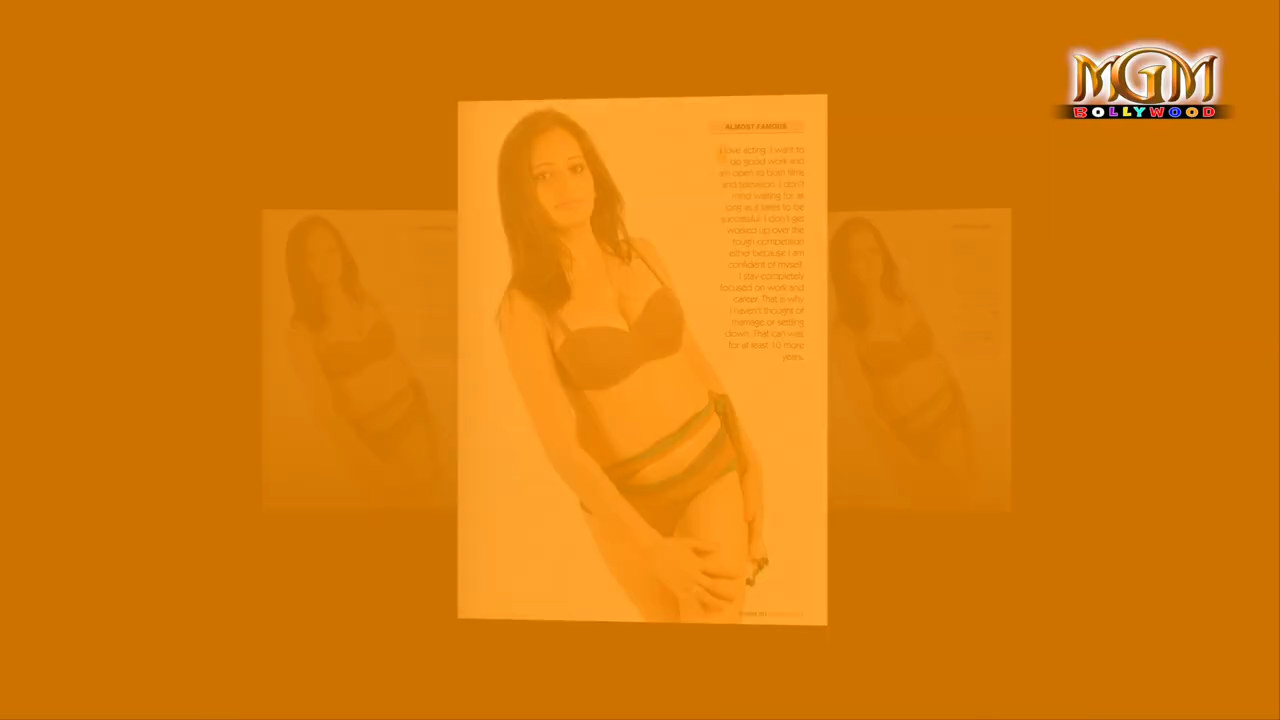 MGM
BOLLYWOOD
ALMOST FAMOUS
I love acting. I want to
do good work and
am open to both films
and television. I don't
mind waiting for as
long as it takes to be
successful. I don't get
worked up over the
tough competition
either because I am
confident of myself.
I stay completely
focused on work and
career. That is why
I haven't thought of
marriage or settling
down. That can wait
for at least 10 more
years.